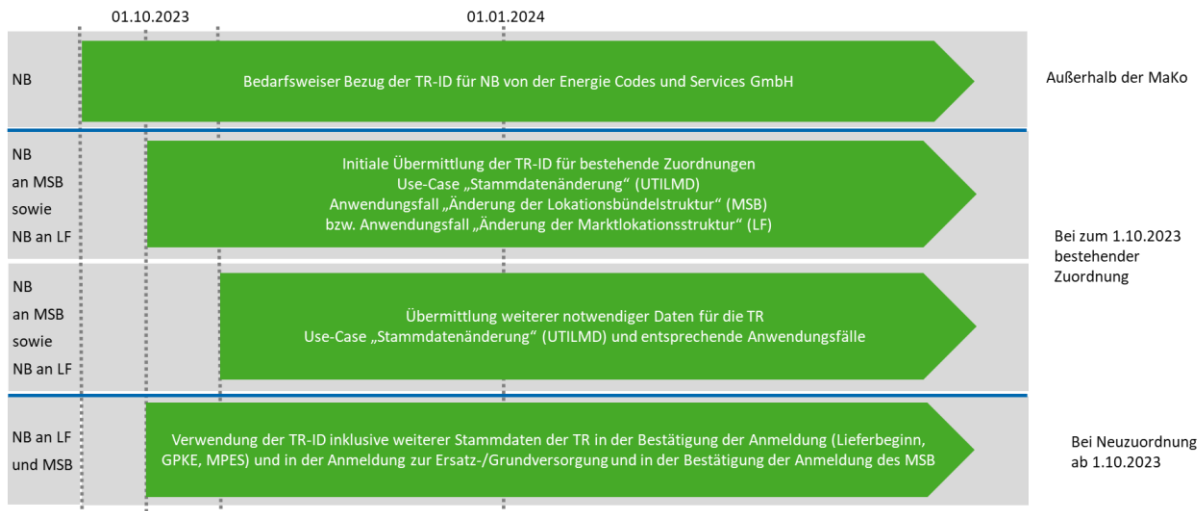 01.10.2023
01.01.2024
NB
Bedarfsweiser Bezug der TR-ID für NB von der Energie Codes und Services GmbH
Außerhalb der MaKo
NB
an MSB
sowie
NB an LF
Initiale Übermittlung der TR-ID für bestehende Zuordnungen
Use-Case „Stammdatenänderung“ (UTILMD)
Anwendungsfall „Änderung der Lokationsbündelstruktur“ (MSB)
bzw. Anwendungsfall „Änderung der Marktlokationsstruktur“ (LF)
Bei zum 1.10.2023
bestehender
Zuordnung
NB
an MSB
sowie
NB an LF
Übermittlung weiterer notwendiger Daten für die TR
Use-Case „Stammdatenänderung“ (UTILMD) und entsprechende Anwendungsfälle
NB an LF
und MSB
Verwendung der TR-ID inklusive weiterer Stammdaten der TR in der Bestätigung der Anmeldung (Lieferbeginn,
GPKE, MPES) und in der Anmeldung zur Ersatz-/Grundversorgung und in der Bestätigung der Anmeldung des MSB
Bei Neuzuordnung
ab 1.10.2023